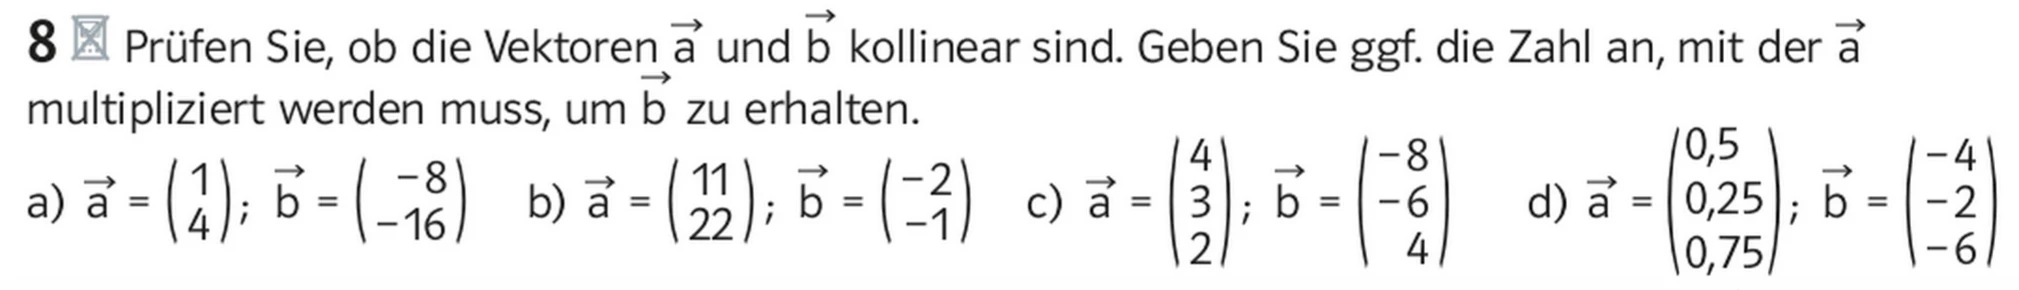 8 Prüfen Sie, ob die Vektoren a⃗ und b⃗ kollinear sind. Geben Sie ggf. die Zahl an, mit der a⃗
multipliziert werden muss, um b⃗ zu erhalten.
a) a⃗ = (1 4); b⃗ = (−8 −16) b) a⃗ = (11 22); b⃗ = (−2 −1) c) a⃗ = (4 3 2); b⃗ = (−8 −6 4) d) a⃗ = (0,5 0,25 0,75); b⃗ = (−4 −2 −6)